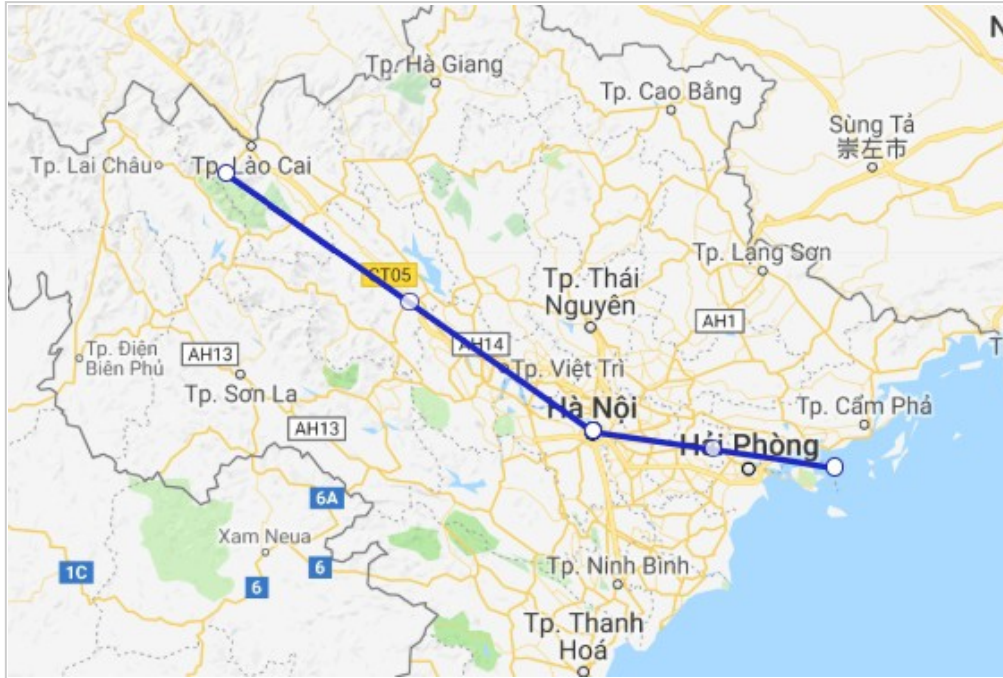 N
Tp. Hà Giang
Tp. Cao Bằng
Sùng Tả
崇左市
Tp. Lai Châu
Tp. Lào Cai
Tp. Lạng Sơn
CT05
Tp. Thái
Nguyên
AH1
AH14
Tp. Điện
Biên Phủ
AH13
Tp. Việt Trì
Tp. Sơn La
Hà Nội
Tp. Cẩm Phả
AH13
Hải Phòng
6A
Xam Neua
1C
6
6
Tp. Ninh Bình
Tp. Thanh
Hoá